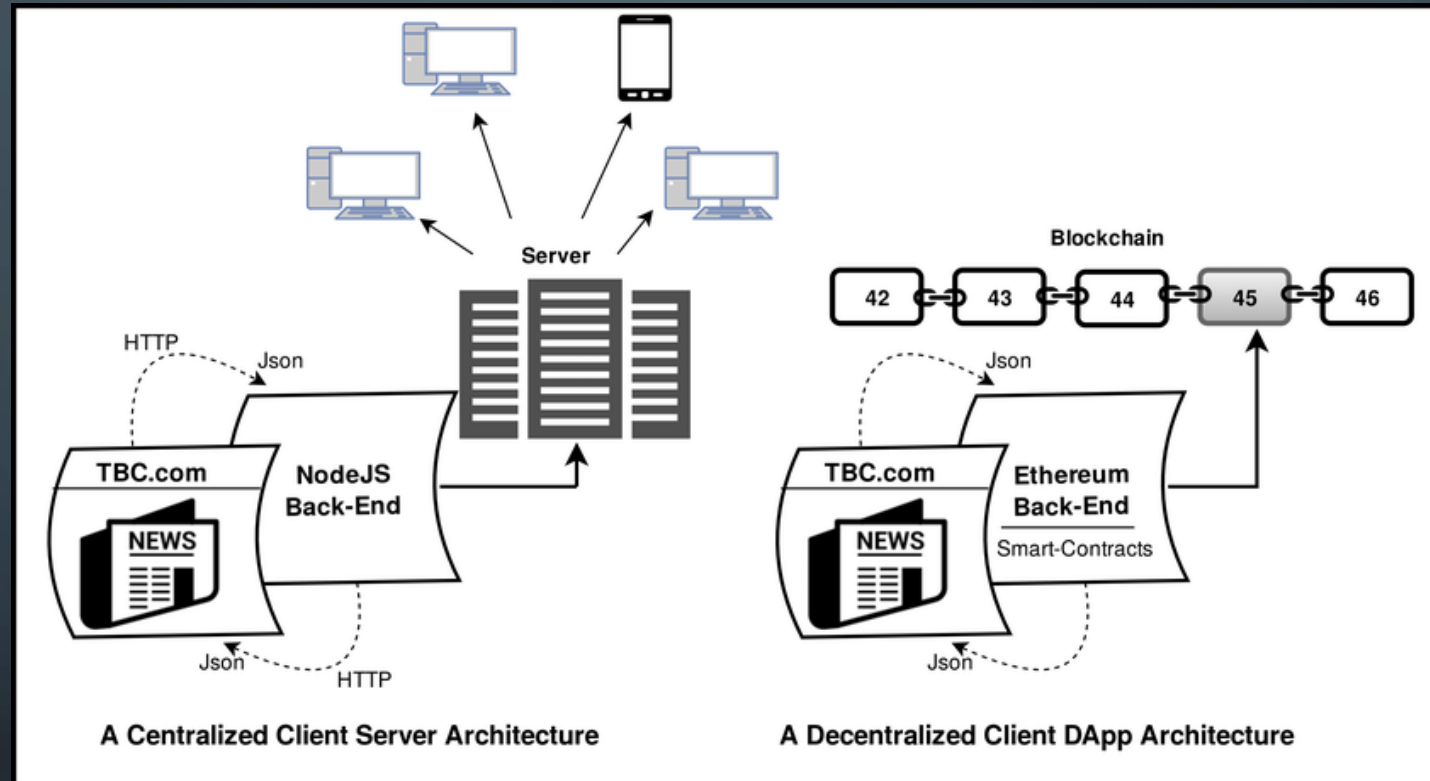 Server
HTTP
Json
TBC.com
NEWS
NodeJS
Back-End
Json
HTTP
A Centralized Client Server Architecture
Blockchain
42
43
44
45
46
Json
TBC.com
NEWS
Ethereum
Back-End
Smart-Contracts
Json
A Decentralized Client DApp Architecture